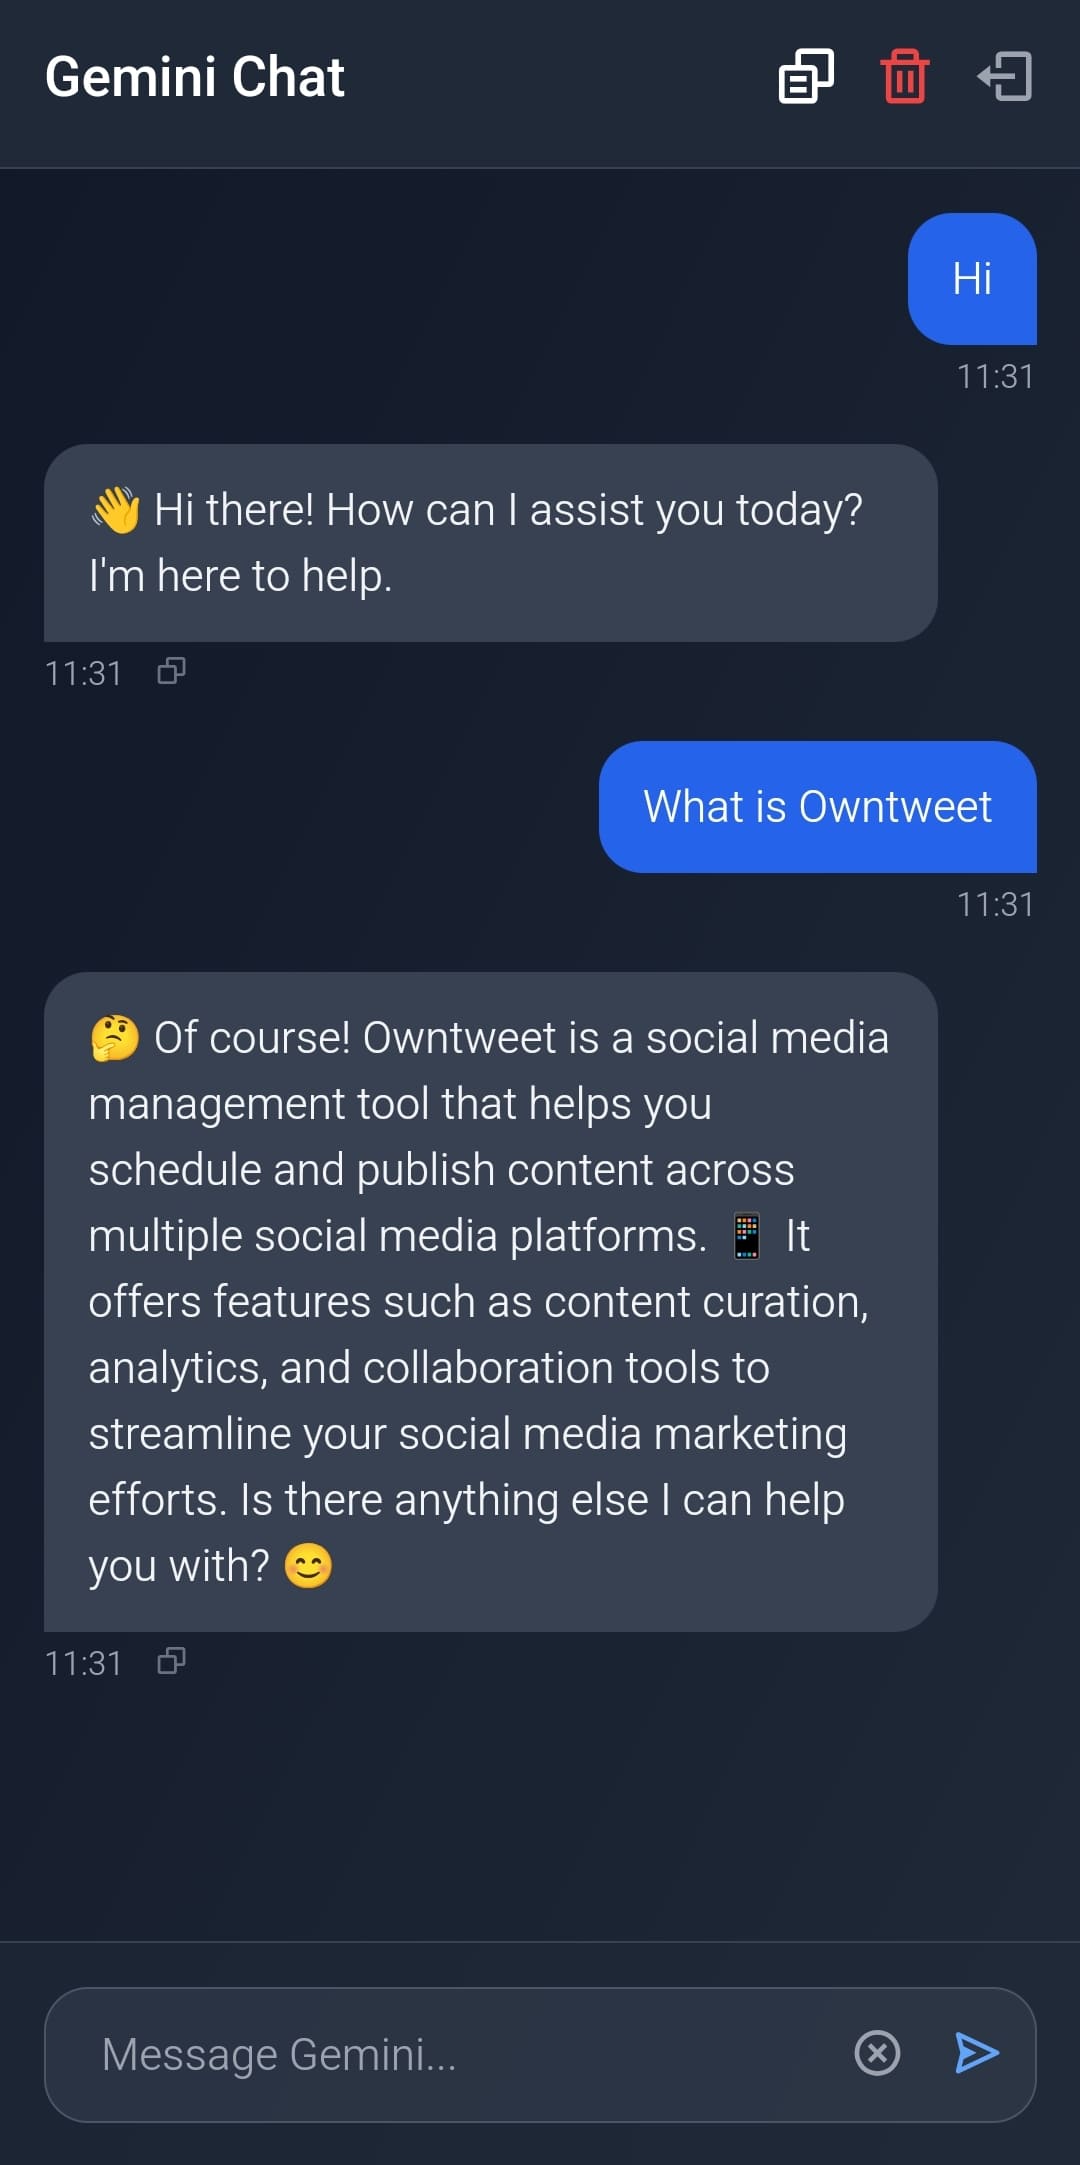 Gemini Chat
Hi
11:31
👋 Hi there! How can I assist you today?
I'm here to help.
11:31
What is Owntweet
11:31
🤔 Of course! Owntweet is a social media
management tool that helps you
schedule and publish content across
multiple social media platforms. 📱 It
offers features such as content curation,
analytics, and collaboration tools to
streamline your social media marketing
efforts. Is there anything else I can help
you with? 😊
11:31
Message Gemini...